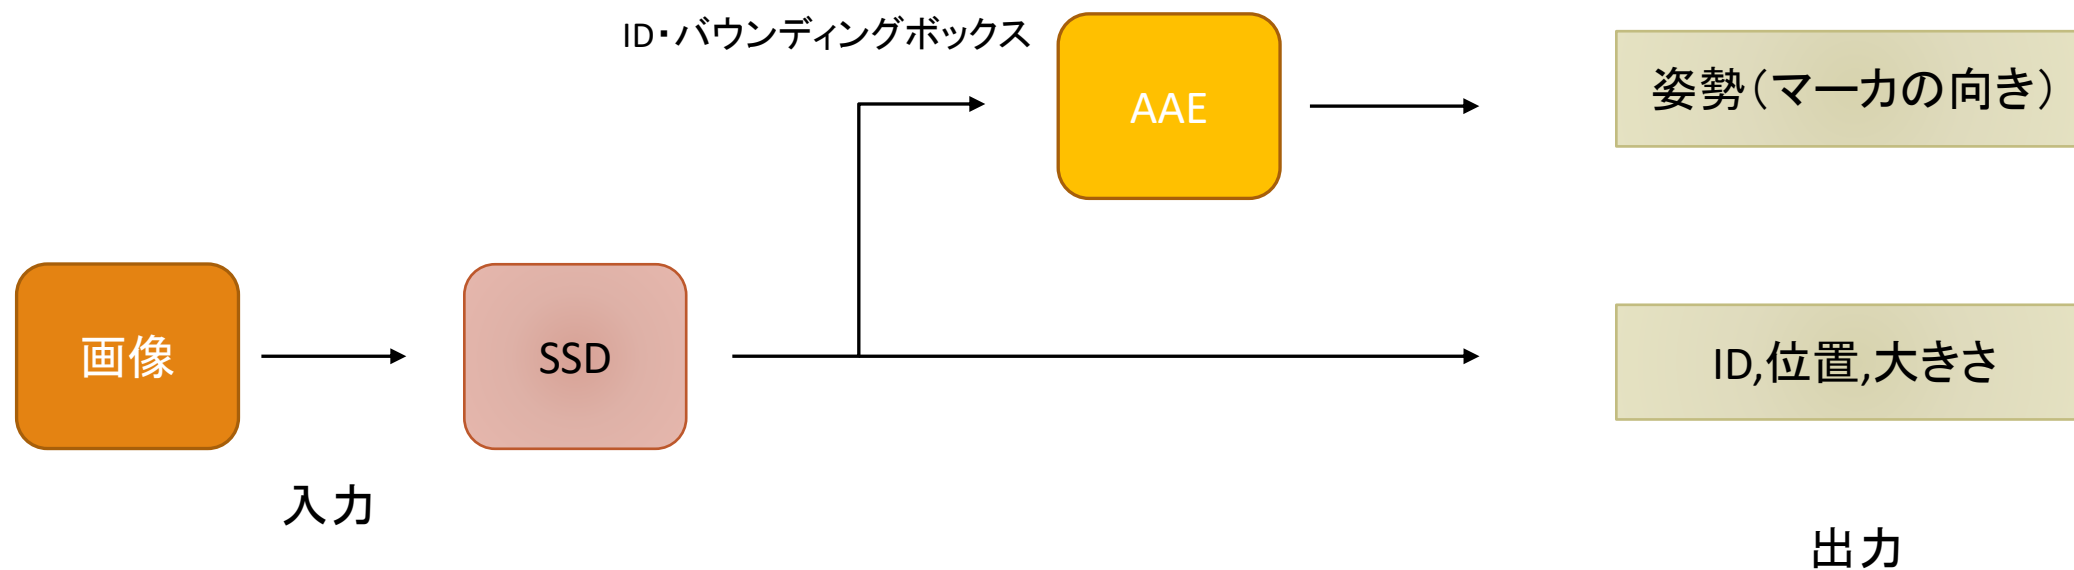 ID・バウンディングボックス
AAE
姿勢(マーカの向き)
画像
SSD
ID,位置,大きさ
入力
出力